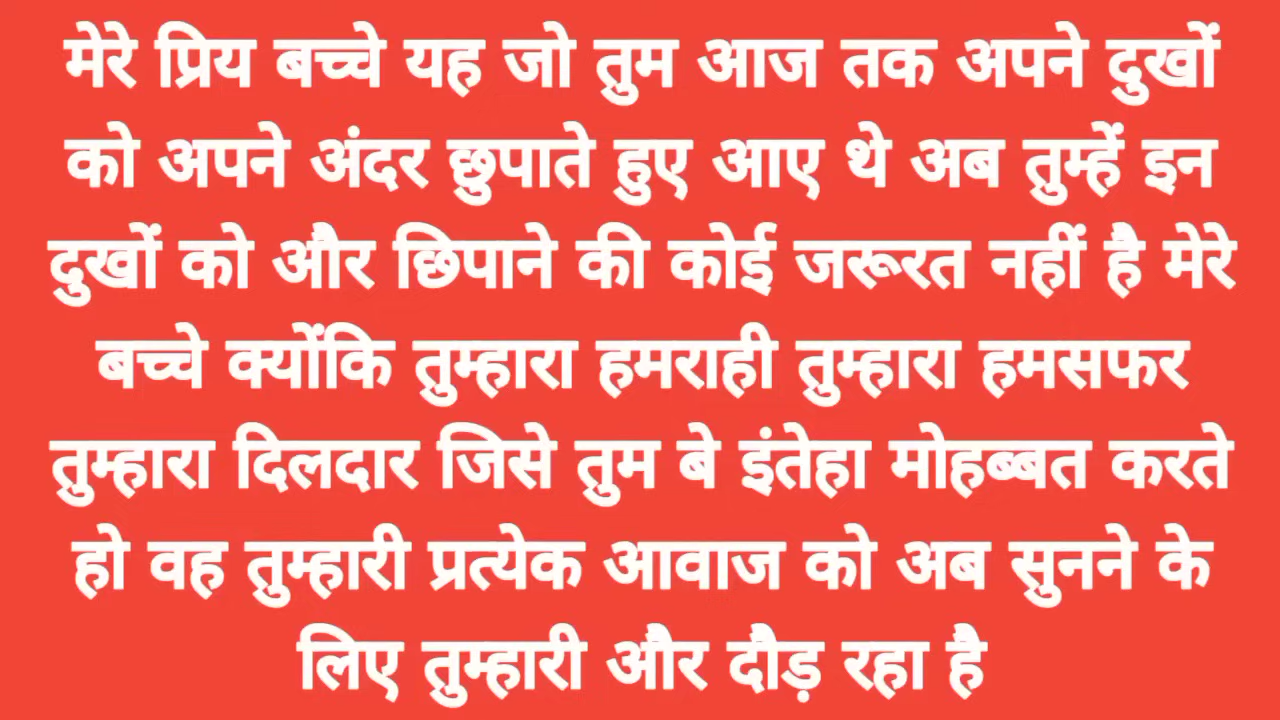 मेरे प्रिय बच्चे यह जो तुम आज तक अपने दुखों
को अपने अंदर छुपाते हुए आए थे अब तुम्हें इन
दुखों को और छिपाने की कोई जरूरत नहीं है मेरे
बच्चे क्योंकि तुम्हारा हमराही तुम्हारा हमसफर
तुम्हारा दिलदार जिसे तुम बे इंतेहा मोहब्बत करते
हो वह तुम्हारी प्रत्येक आवाज को अब सुनने के
लिए तुम्हारी और दौड़ रहा है